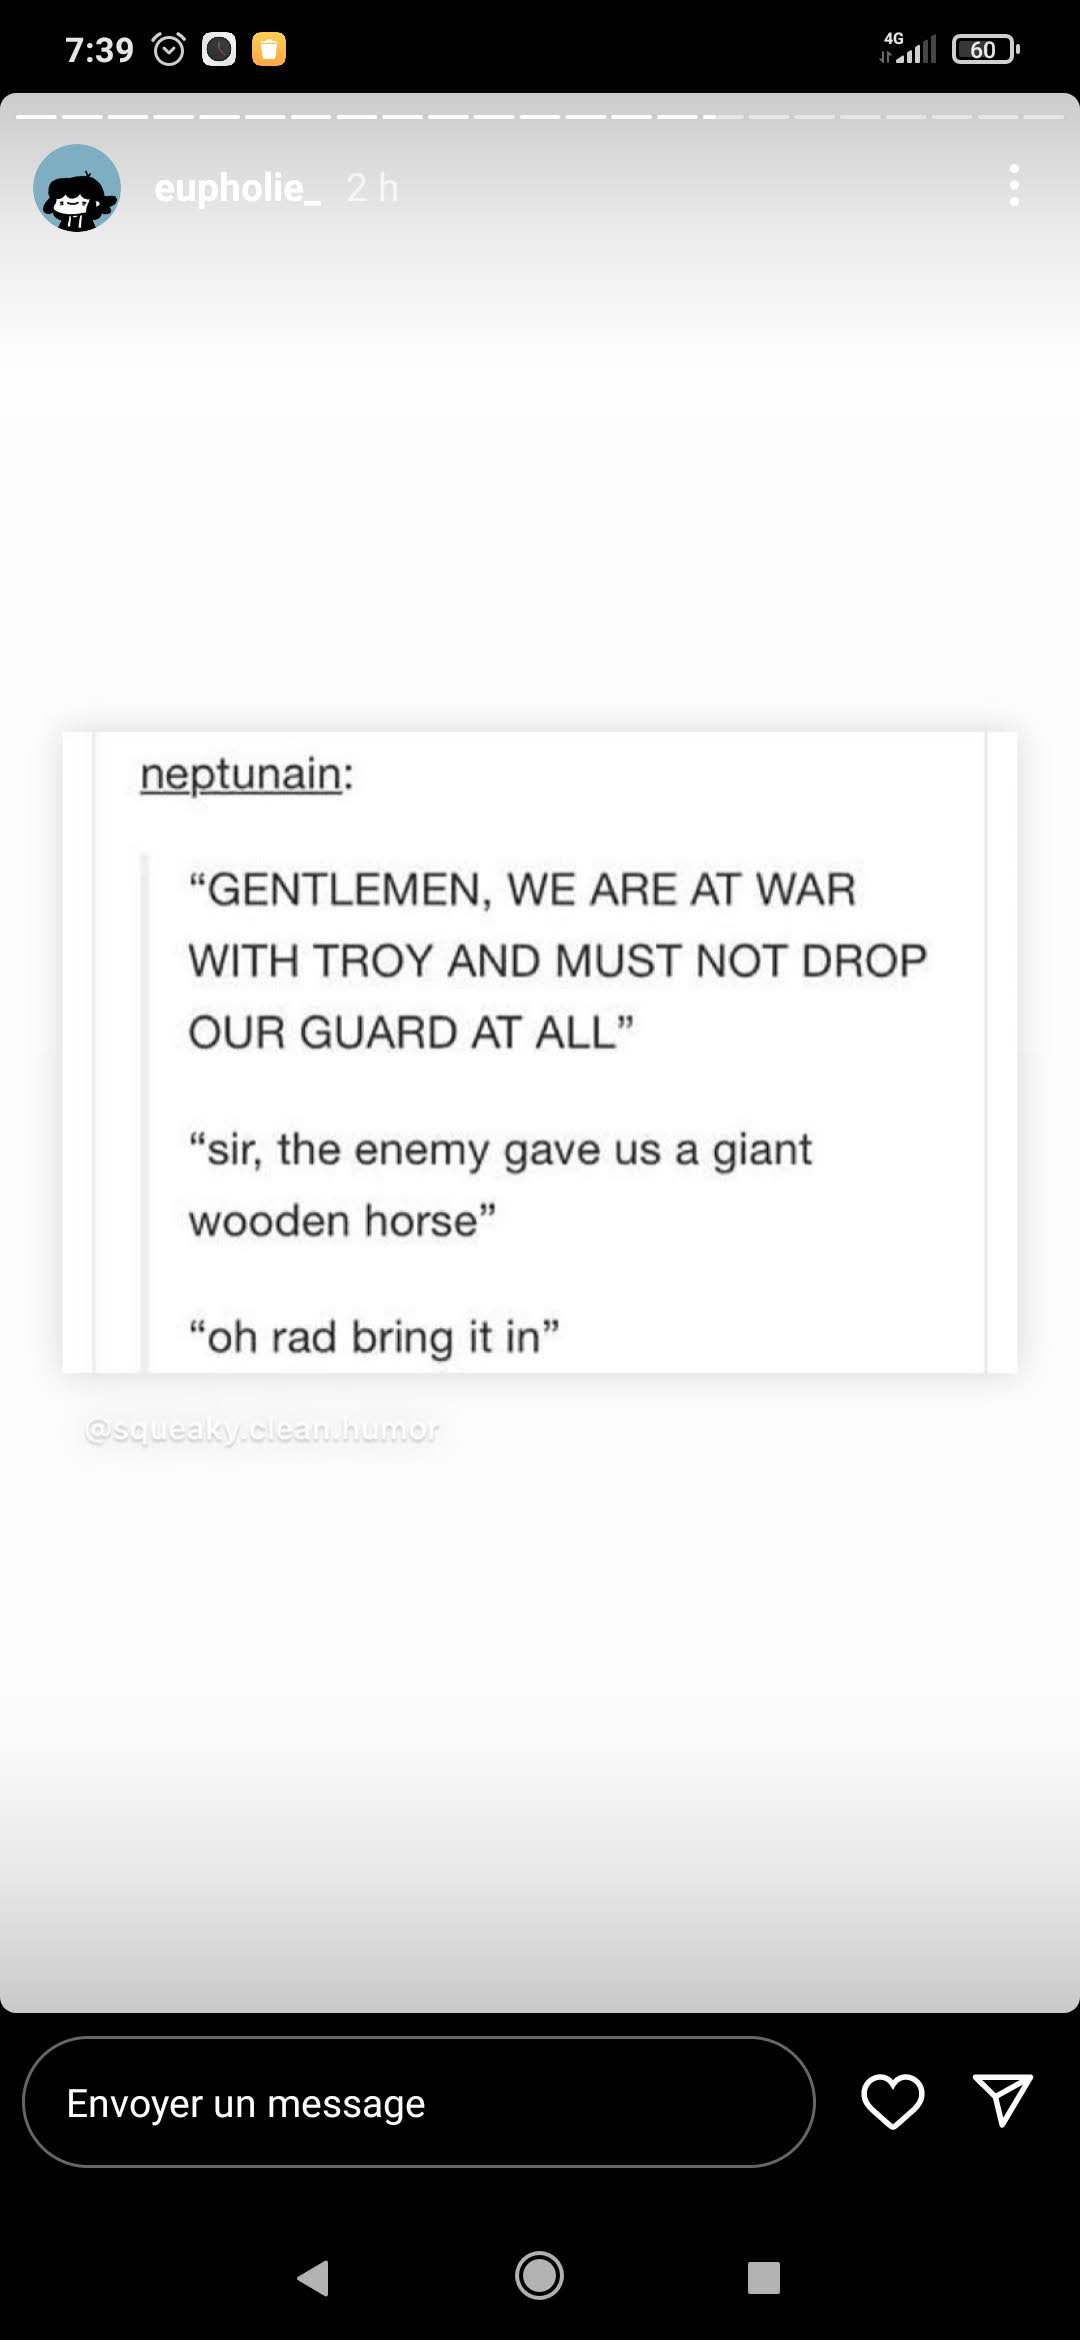 7:39
4G
60
eupholie_ 2 h
neptunain:
“GENTLEMEN, WE ARE AT WAR
WITH TROY AND MUST NOT DROP
OUR GUARD AT ALL”
“sir, the enemy gave us a giant
wooden horse”
“oh rad bring it in”
@squeaky.clean.humor
Envoyer un message